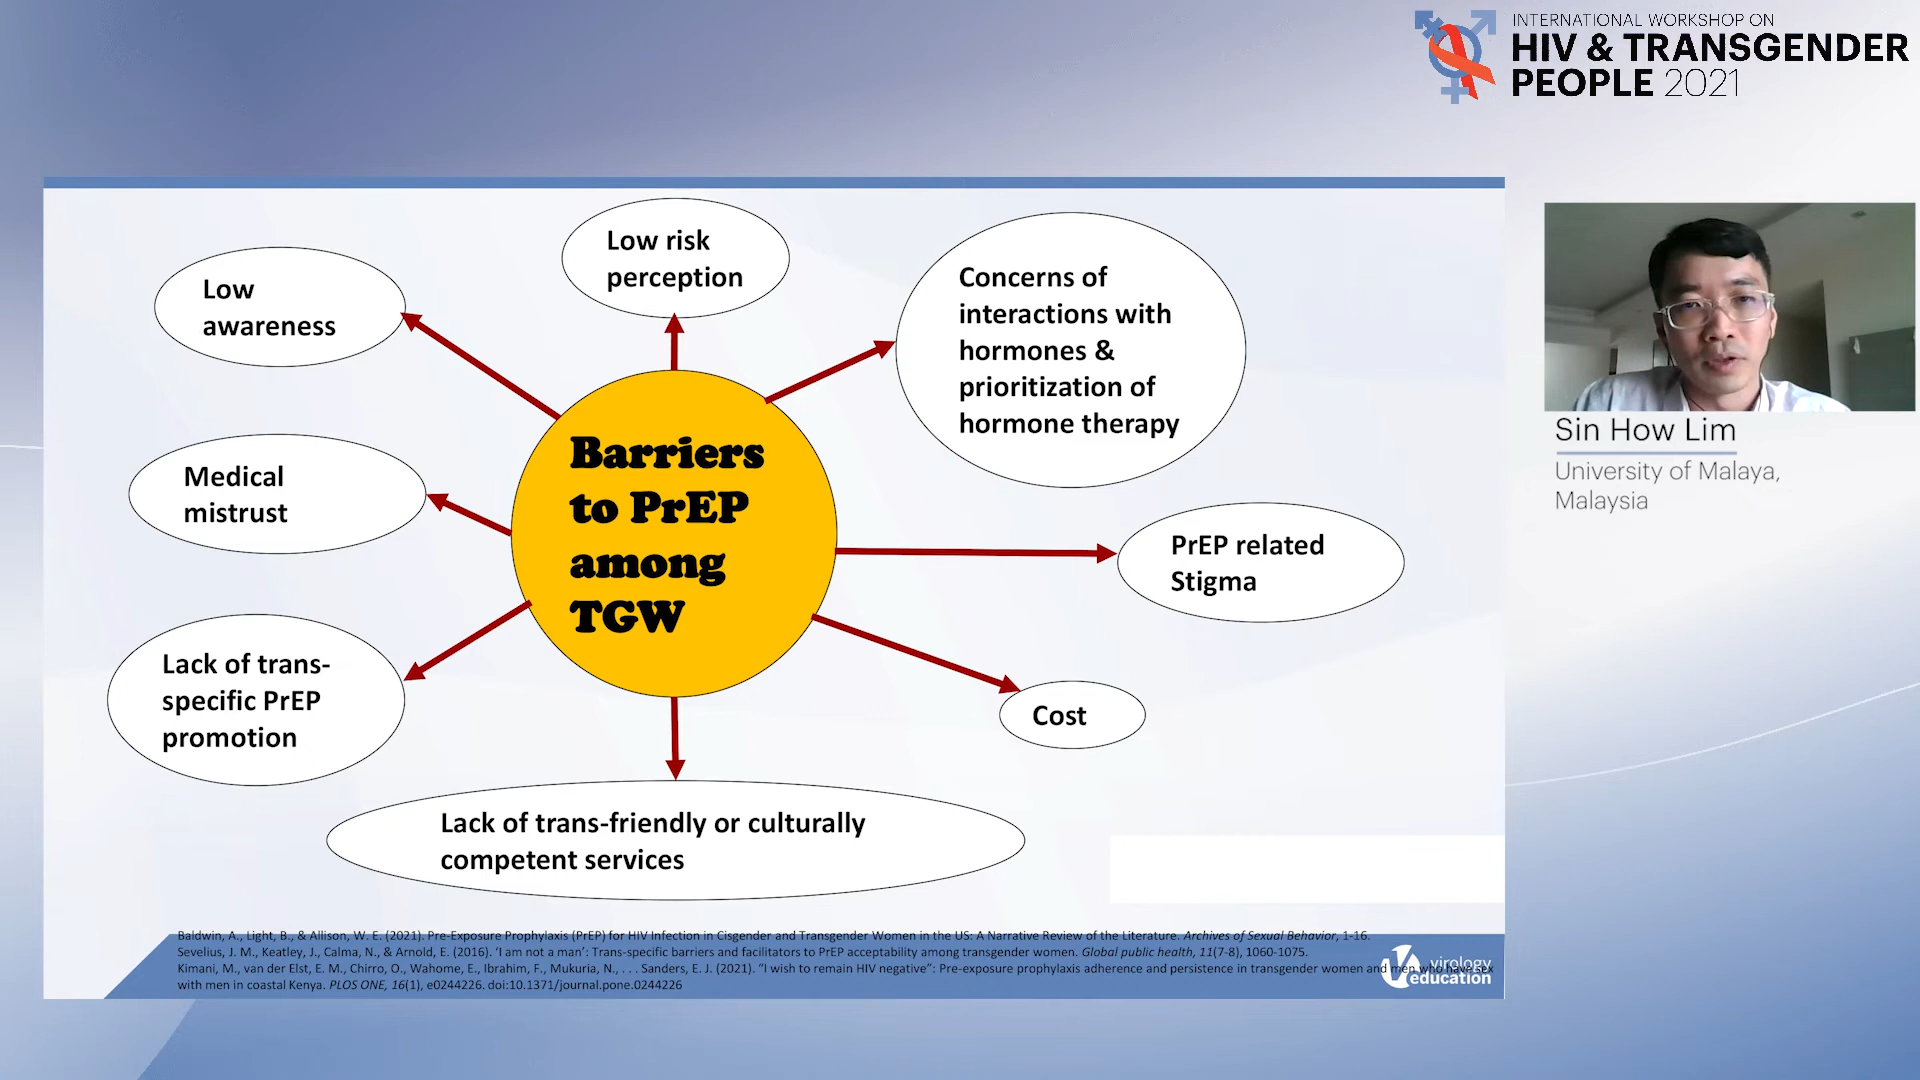 INTERNATIONAL WORKSHOP ON
HIV & TRANSGENDER
PEOPLE 2021
Low
awareness
Low risk
perception
Concerns of
interactions with
hormones &
prioritization of
hormone therapy
Medical
mistrust
Barriers
to PrEP
among
TGW
PrEP related
Stigma
Lack of trans-
specific PrEP
promotion
Cost
Lack of trans-friendly or culturally
competent services
Sin How Lim
University of Malaya,
Malaysia
Baldwin, A., Light, B., & Allison, W. E. (2021). Pre-Exposure Prophylaxis (PrEP) for HIV Infection in Cisgender and Transgender Women in the US: A Narrative Review of the Literature. Archives of Sexual Behavior, 1-16.
Sevelius, J. M., Keatley, J., Calma, N., & Arnold, E. (2016). 'I am not a man': Trans-specific barriers and facilitators to PrEP acceptability among transgender women. Global public health, 11(7-8), 1060-1075.
Kimani, M., van der Elst, E. M., Chirro, O., Wahome, E., Ibrahim, F., Mukuria, N., . . . Sanders, E. J. (2021). "I wish to remain HIV negative": Pre-exposure prophylaxis adherence and persistence in transgender women and men who have sex
with men in coastal Kenya. PLOS ONE, 16(1), e0244226. doi:10.1371/journal.pone.0244226
virology
education